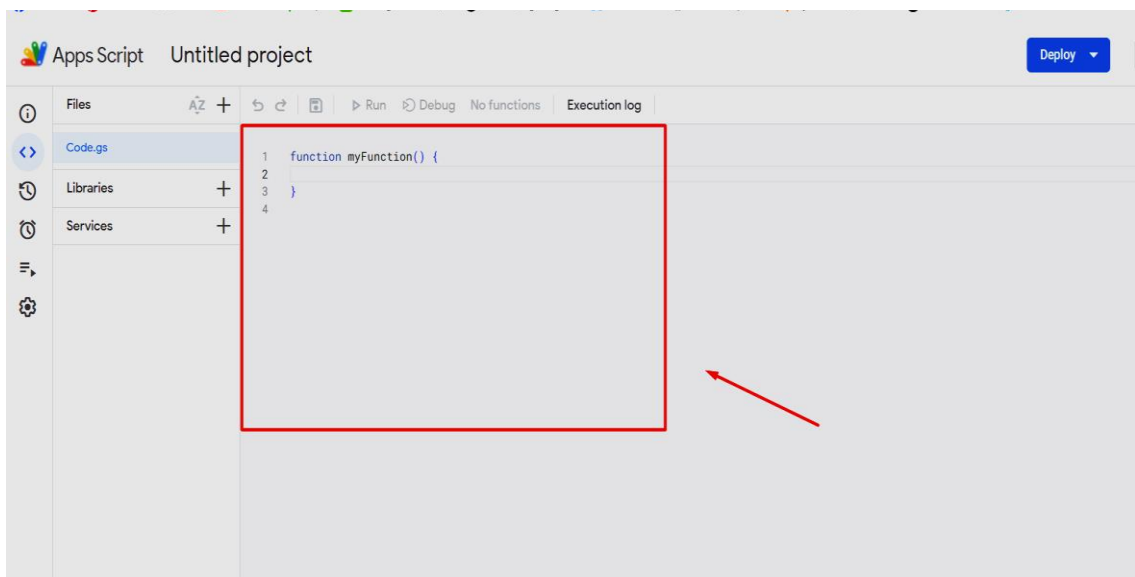 Apps Script Untitled project
Deploy
Files
Run Debug No functions Execution log
Code.gs
Libraries
Services
1 function myFunction() {
2
3 }
4